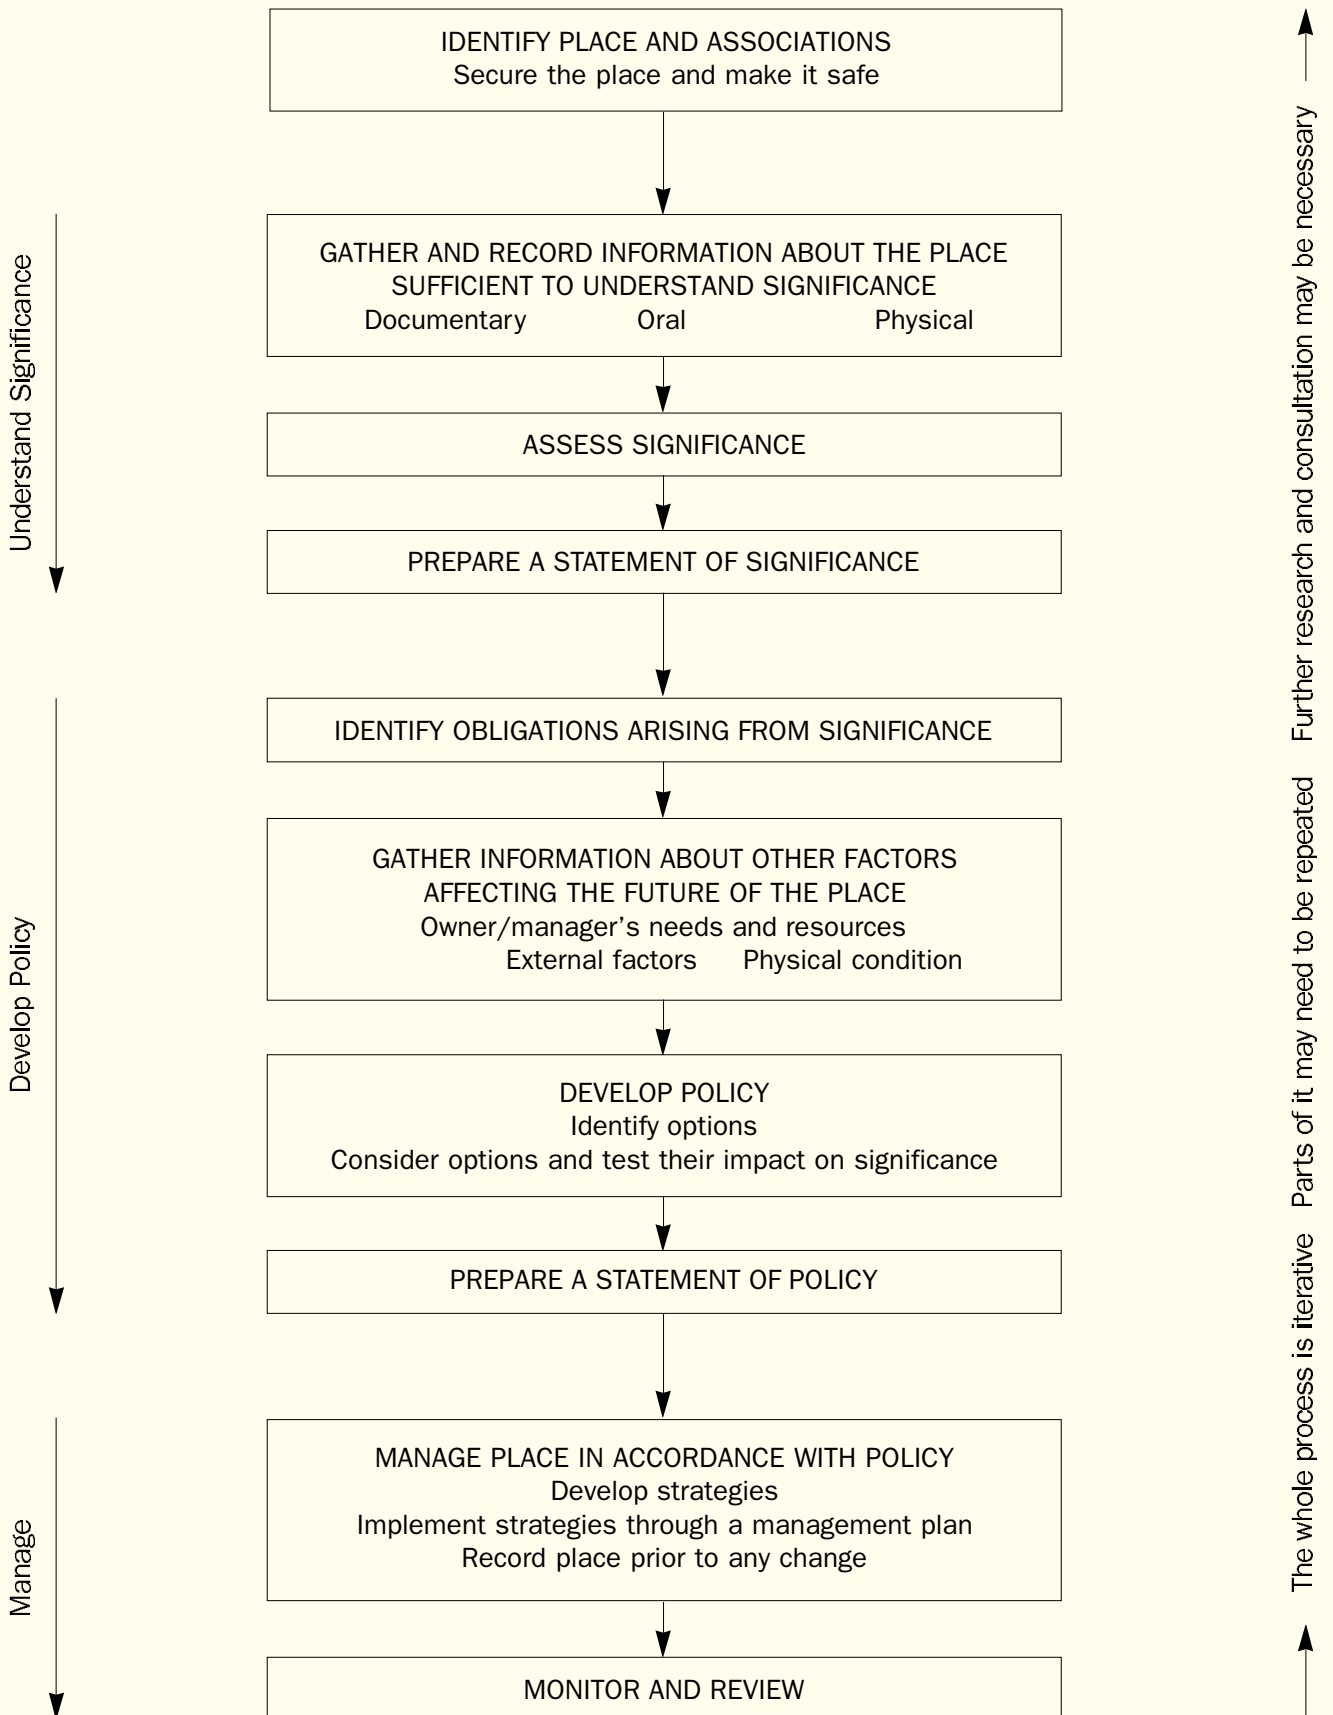 IDENTIFY PLACE AND ASSOCIATIONS
Secure the place and make it safe
Understand Significance
GATHER AND RECORD INFORMATION ABOUT THE PLACE
SUFFICIENT TO UNDERSTAND SIGNIFICANCE
Documentary Oral Physical
ASSESS SIGNIFICANCE
PREPARE A STATEMENT OF SIGNIFICANCE
Develop Policy
IDENTIFY OBLIGATIONS ARISING FROM SIGNIFICANCE
GATHER INFORMATION ABOUT OTHER FACTORS
AFFECTING THE FUTURE OF THE PLACE
Owner/manager’s needs and resources
External factors Physical condition
DEVELOP POLICY
Identify options
Consider options and test their impact on significance
PREPARE A STATEMENT OF POLICY
Manage
MANAGE PLACE IN ACCORDANCE WITH POLICY
Develop strategies
Implement strategies through a management plan
Record place prior to any change
MONITOR AND REVIEW
The whole process is iterative Parts of it may need to be repeated Further research and consultation may be necessary